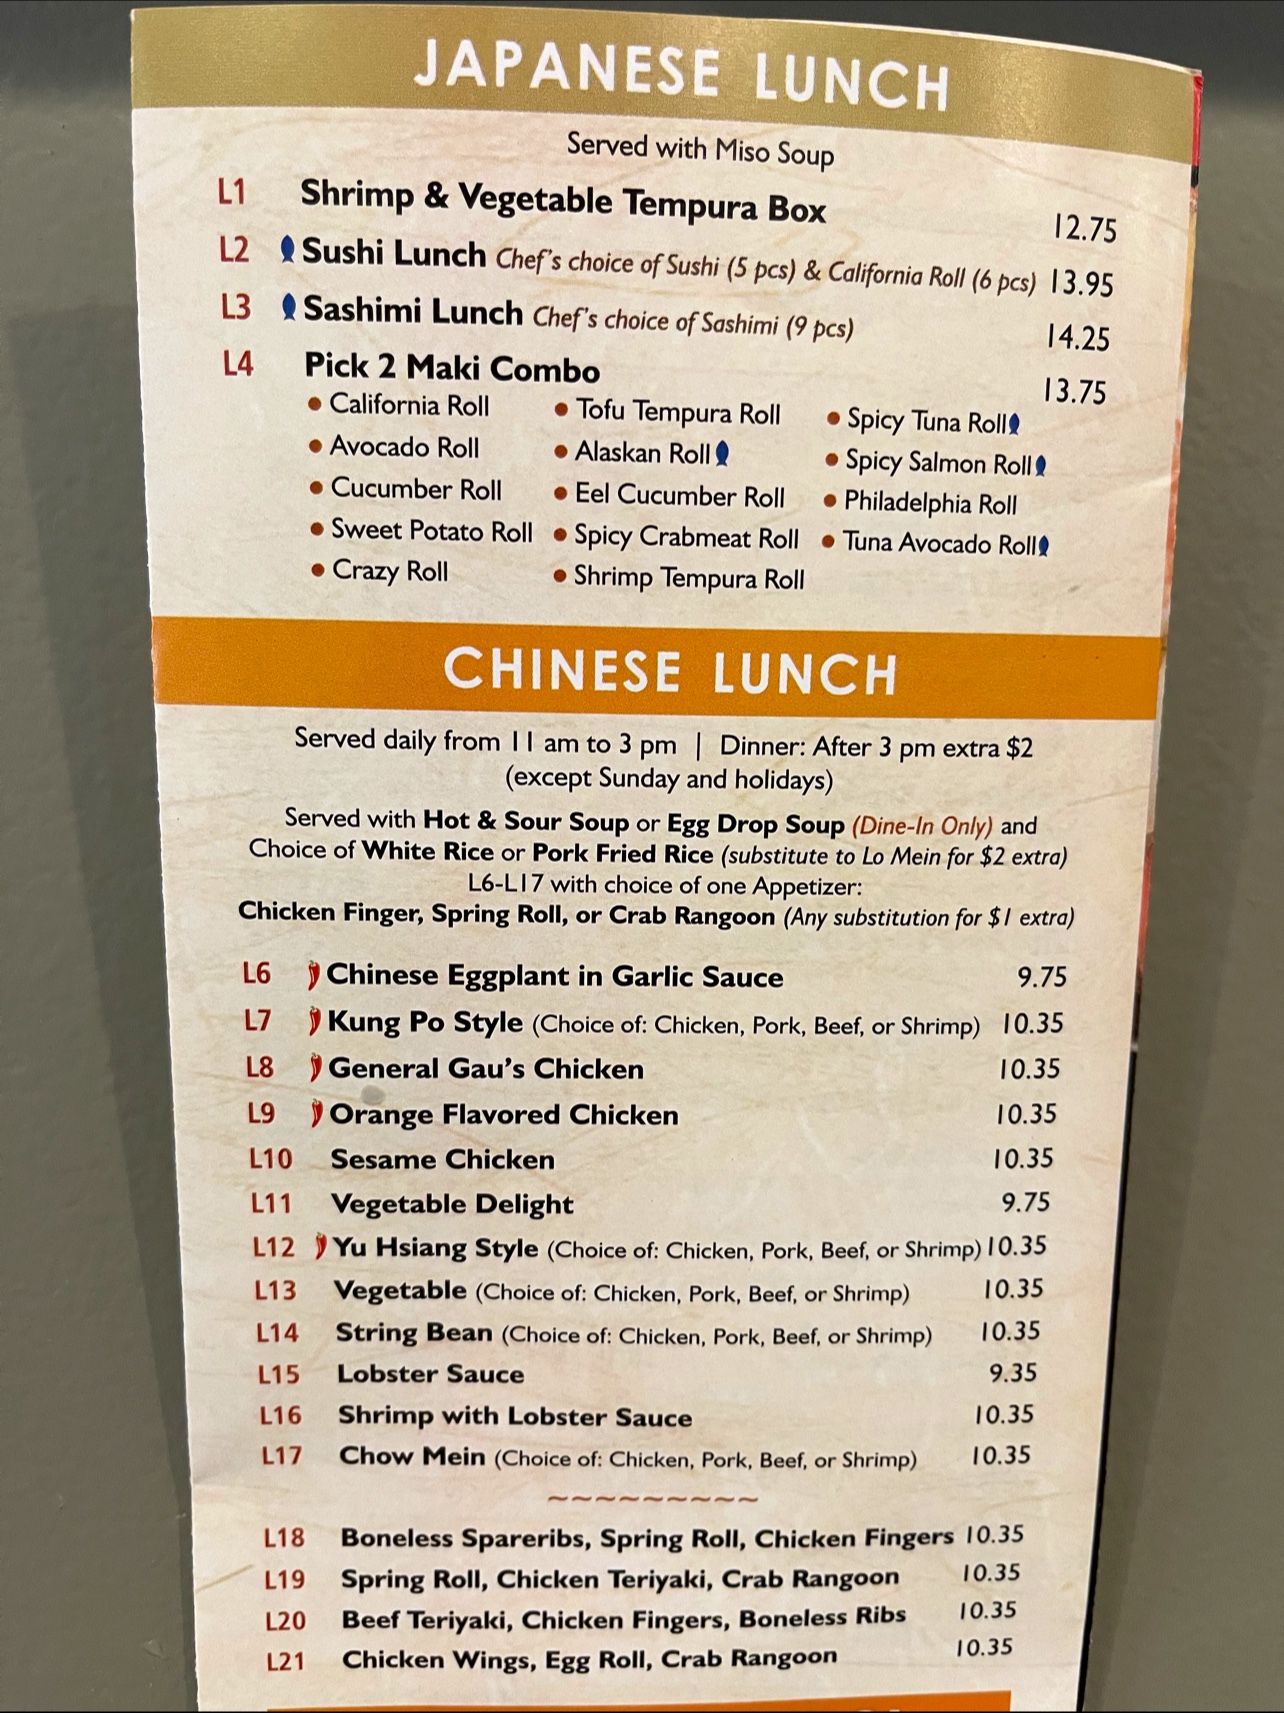 JAPANESE LUNCH
Served with Miso Soup
L1 Shrimp & Vegetable Tempura Box 12.75
L2 Sushi Lunch Chef's choice of Sushi (5 pcs) & California Roll (6 pcs) 13.95
L3 Sashimi Lunch Chef's choice of Sashimi (9 pcs) 14.25
L4 Pick 2 Maki Combo 13.75
• California Roll • Tofu Tempura Roll • Spicy Tuna Roll
• Avocado Roll • Alaskan Roll • Spicy Salmon Roll
• Cucumber Roll • Eel Cucumber Roll • Philadelphia Roll
• Sweet Potato Roll • Spicy Crabmeat Roll • Tuna Avocado Roll
• Crazy Roll • Shrimp Tempura Roll
CHINESE LUNCH
Served daily from 11 am to 3 pm | Dinner: After 3 pm extra $2
(except Sunday and holidays)
Served with Hot & Sour Soup or Egg Drop Soup (Dine-In Only) and
Choice of White Rice or Pork Fried Rice (substitute to Lo Mein for $2 extra)
L6-L17 with choice of one Appetizer:
Chicken Finger, Spring Roll, or Crab Rangoon (Any substitution for $1 extra)
L6 Chinese Eggplant in Garlic Sauce 9.75
L7 Kung Po Style (Choice of: Chicken, Pork, Beef, or Shrimp) 10.35
L8 General Gau's Chicken 10.35
L9 Orange Flavored Chicken 10.35
L10 Sesame Chicken 10.35
L11 Vegetable Delight 9.75
L12 Yu Hsiang Style (Choice of: Chicken, Pork, Beef, or Shrimp) 10.35
L13 Vegetable (Choice of: Chicken, Pork, Beef, or Shrimp) 10.35
L14 String Bean (Choice of: Chicken, Pork, Beef, or Shrimp) 10.35
L15 Lobster Sauce 9.35
L16 Shrimp with Lobster Sauce 10.35
L17 Chow Mein (Choice of: Chicken, Pork, Beef, or Shrimp) 10.35
~~~~~~~~~
L18 Boneless Spareribs, Spring Roll, Chicken Fingers 10.35
L19 Spring Roll, Chicken Teriyaki, Crab Rangoon 10.35
L20 Beef Teriyaki, Chicken Fingers, Boneless Ribs 10.35
L21 Chicken Wings, Egg Roll, Crab Rangoon 10.35